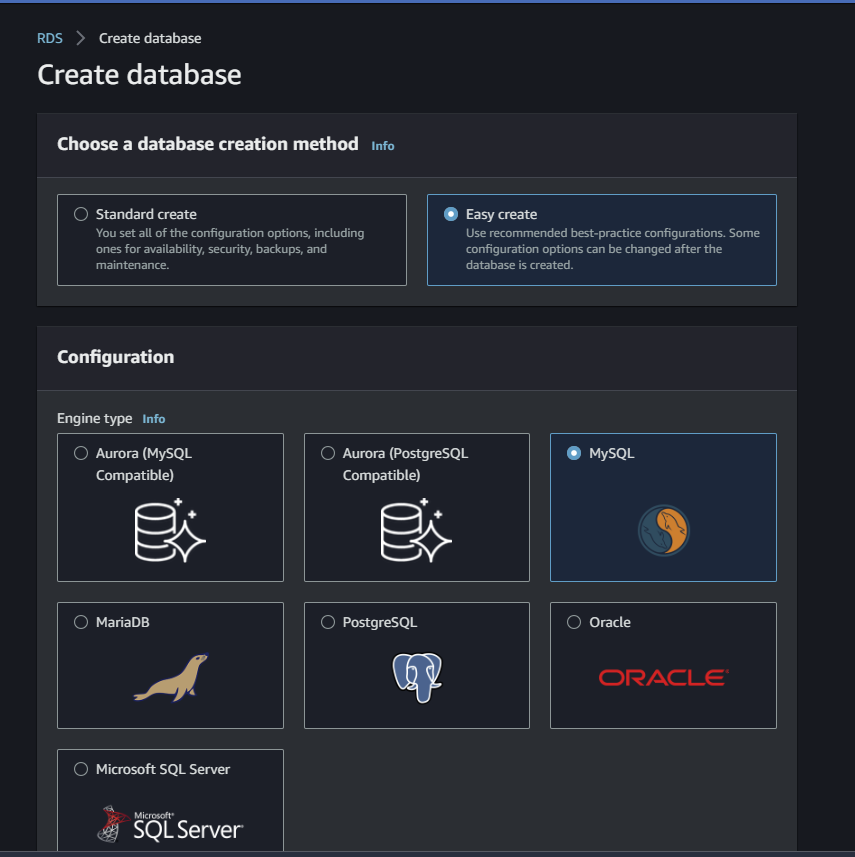 RDS > Create database
Create database
Choose a database creation method Info
Standard create
You set all of the configuration options, including
ones for availability, security, backups, and
maintenance.
Easy create
Use recommended best-practice configurations. Some
configuration options can be changed after the
database is created.
Configuration
Engine type Info
Aurora (MySQL
Compatible)
Aurora (PostgreSQL
Compatible)
MySQL
MariaDB
PostgreSQL
Oracle
ORACLE
Microsoft SQL Server
Microsoft
SQL Server